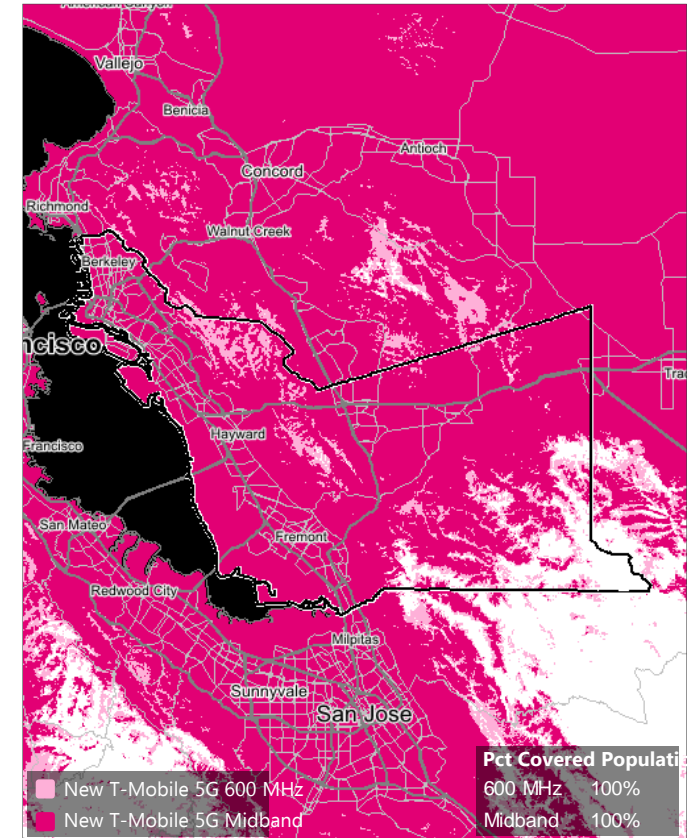 American Canyon
Vallejo
Benicia
Antioch
Concord
Richmond
Walnut Creek
Berkeley
ncisco
Trac
Hayward
Francisco
San Mateo
Fremont
Redwood City
Milpitas
Sunnyvale
San Jose
Pct Covered Populati
New T-Mobile 5G 600 MHz
600 MHz 100%
New T-Mobile 5G Midband
Midband 100%